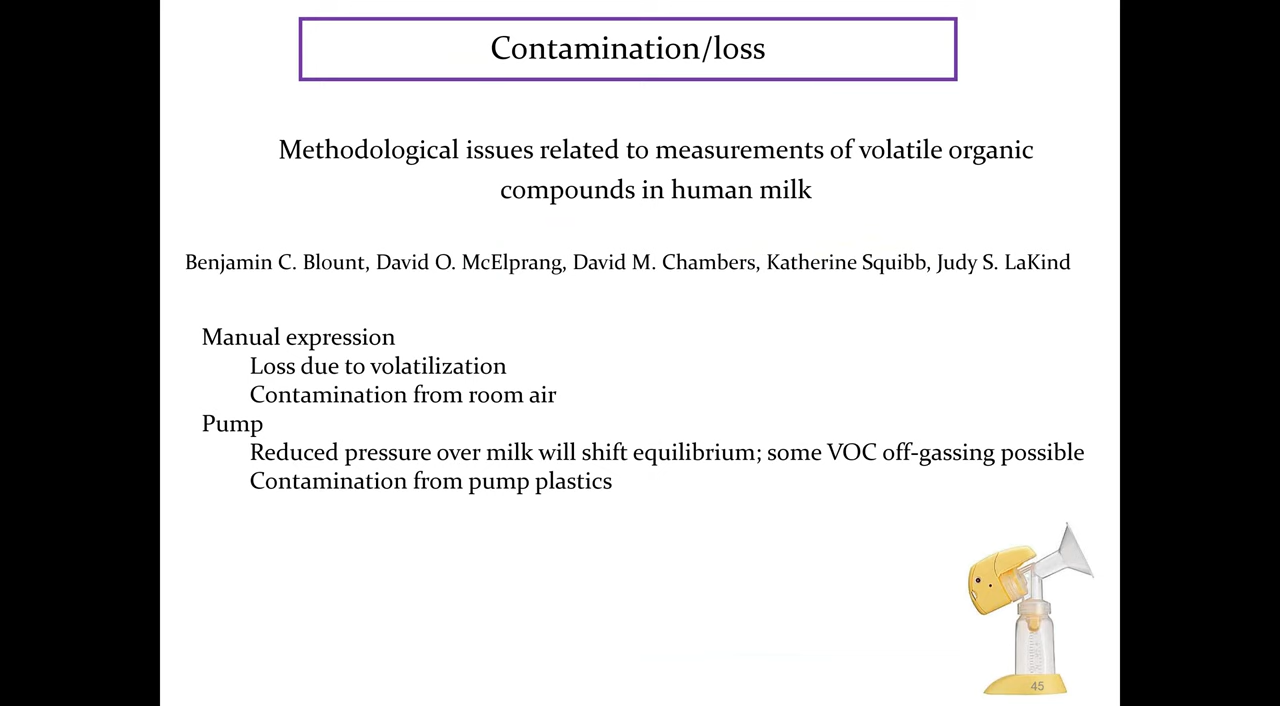 Contamination/loss
Methodological issues related to measurements of volatile organic
compounds in human milk
Benjamin C. Blount, David O. McElprang, David M. Chambers, Katherine Squibb, Judy S. LaKind
Manual expression
Loss due to volatilization
Contamination from room air
Pump
Reduced pressure over milk will shift equilibrium; some VOC off-gassing possible
Contamination from pump plastics
45